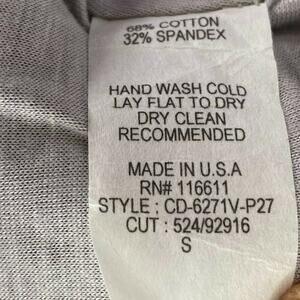 68% COTTON
32% SPANDEX
HAND WASH COLD
LAY FLAT TO DRY
DRY CLEAN
RECOMMENDED
MADE IN U.S.A
RN# 116611
STYLE ; CD-6271V-P27
CUT : 524/92916
S